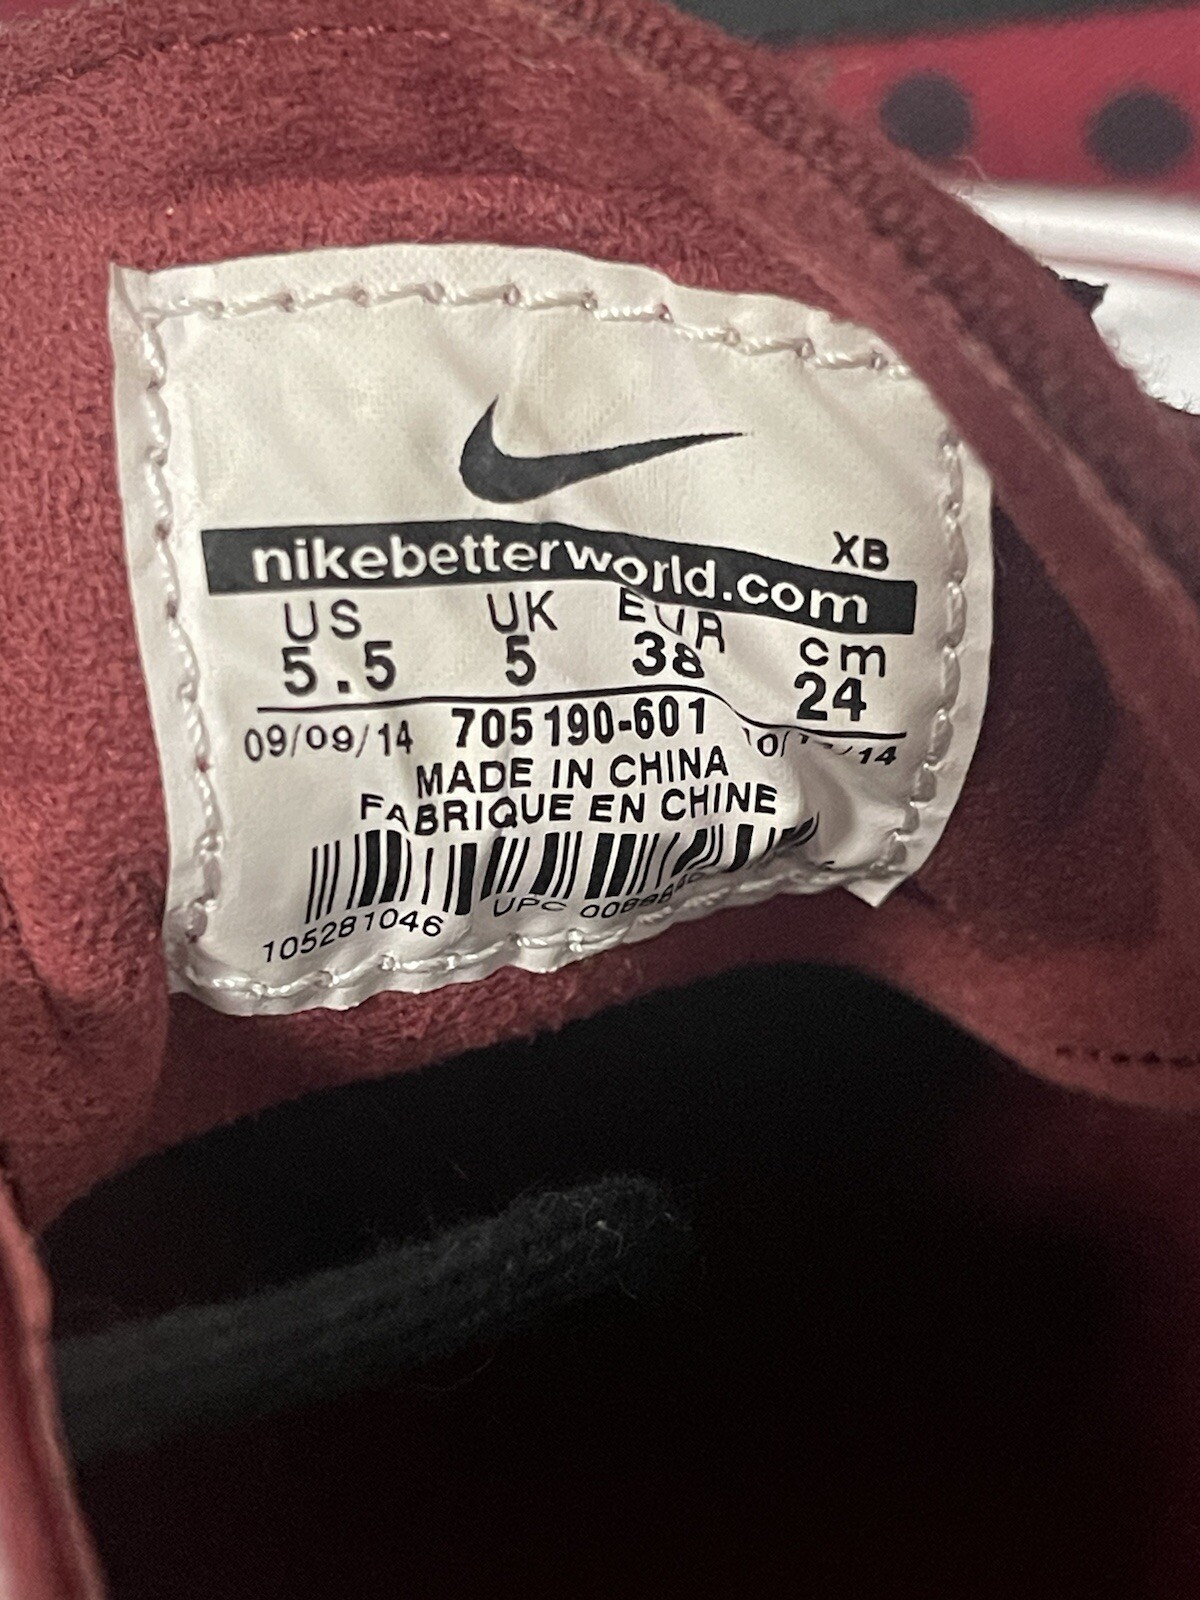 XB
nikebetterworld.com
US UK EUR cm
5.5 5 38 24
09/09/14 705190-601
MADE IN CHINA
FABRIQUE EN CHINE
105281046 UPC